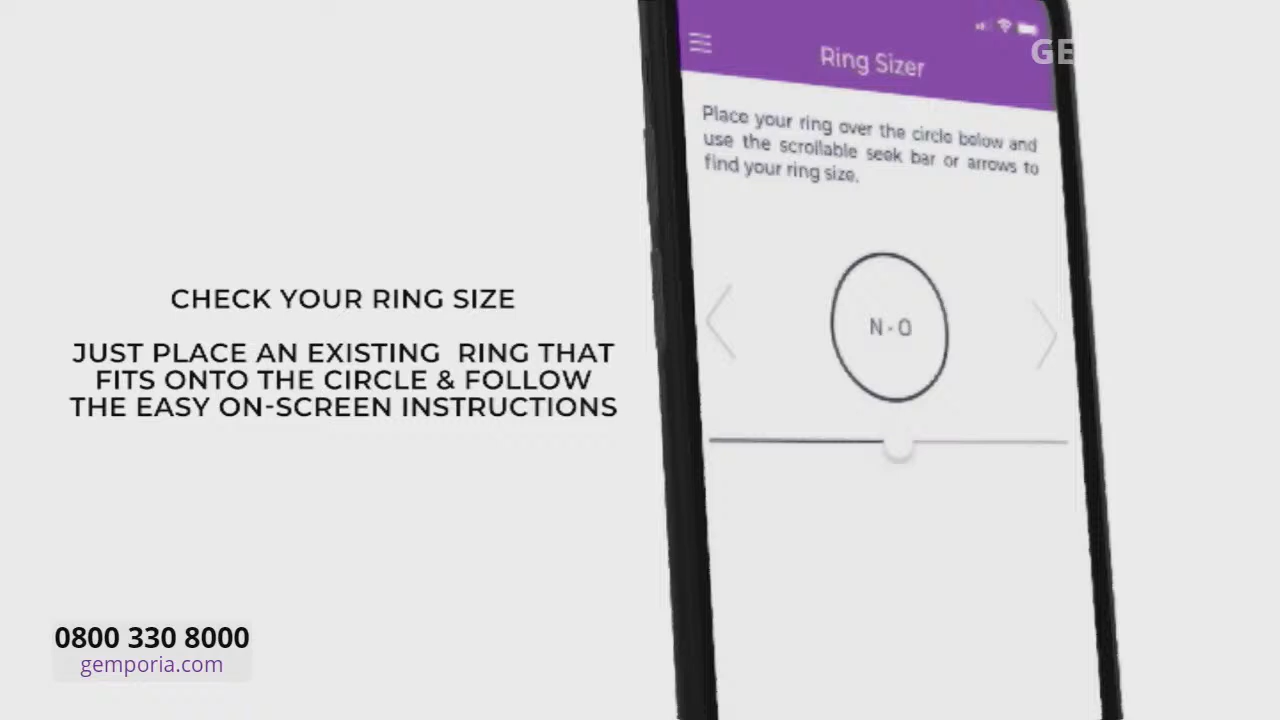 GE
Ring Sizer
Place your ring over the circle below and
use the scrollable seek bar or arrows to
find your ring size.
N - O
CHECK YOUR RING SIZE
JUST PLACE AN EXISTING RING THAT
FITS ONTO THE CIRCLE & FOLLOW
THE EASY ON-SCREEN INSTRUCTIONS
0800 330 8000
gemporia.com